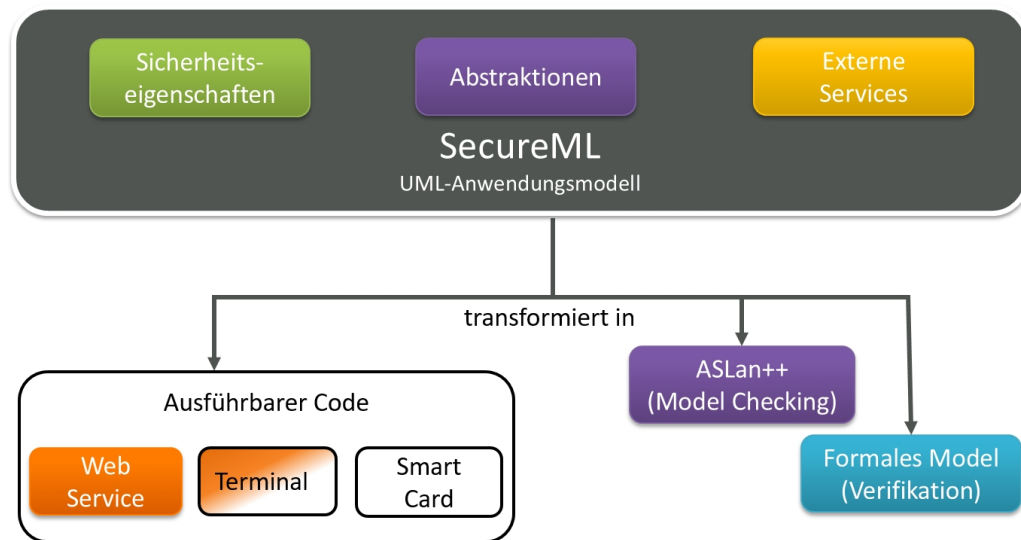 Sicherheits-
eigenschaften
Abstraktionen
Externe
Services
SecureML
UML-Anwendungsmodell
transformiert in
Ausführbarer Code
Web
Service
Terminal
Smart
Card
ASLan++
(Model Checking)
Formales Model
(Verifikation)